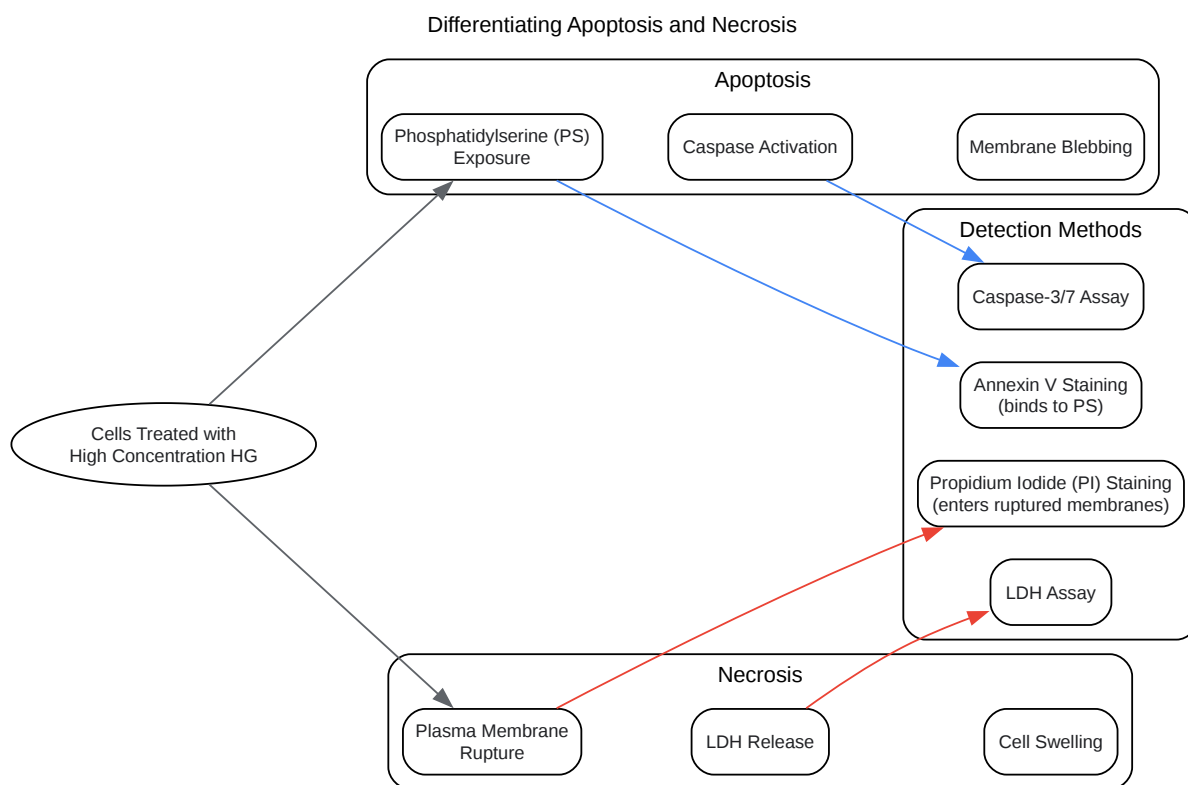 Differentiating Apoptosis and Necrosis
Apoptosis
Phosphatidylserine (PS)
Exposure
Caspase Activation
Membrane Blebbing
Detection Methods
Caspase-3/7 Assay
Annexin V Staining
(binds to PS)
Cells Treated with
High Concentration HG
Propidium Iodide (PI) Staining
(enters ruptured membranes)
LDH Assay
Necrosis
Plasma Membrane
Rupture
LDH Release
Cell Swelling